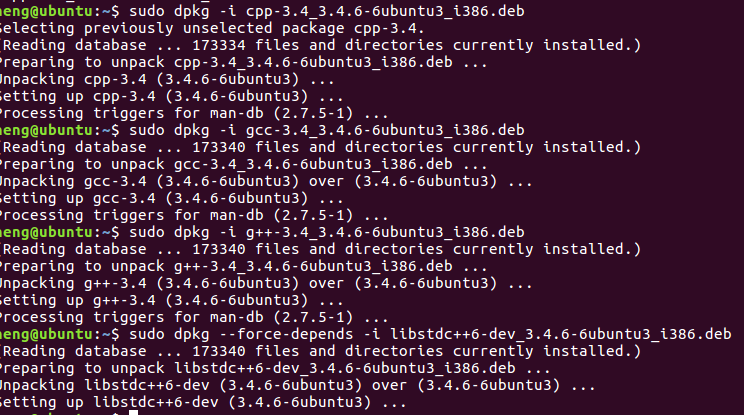 neng@ubuntu:~$ sudo dpkg -i cpp-3.4_3.4.6-6ubuntu3_i386.deb
Selecting previously unselected package cpp-3.4.
(Reading database ... 173334 files and directories currently installed.)
Preparing to unpack cpp-3.4_3.4.6-6ubuntu3_i386.deb ...
Unpacking cpp-3.4 (3.4.6-6ubuntu3) ...
Setting up cpp-3.4 (3.4.6-6ubuntu3) ...
Processing triggers for man-db (2.7.5-1) ...
neng@ubuntu:~$ sudo dpkg -i gcc-3.4_3.4.6-6ubuntu3_i386.deb
(Reading database ... 173340 files and directories currently installed.)
Preparing to unpack gcc-3.4_3.4.6-6ubuntu3_i386.deb ...
Unpacking gcc-3.4 (3.4.6-6ubuntu3) over (3.4.6-6ubuntu3) ...
Setting up gcc-3.4 (3.4.6-6ubuntu3) ...
Processing triggers for man-db (2.7.5-1) ...
neng@ubuntu:~$ sudo dpkg -i g++-3.4_3.4.6-6ubuntu3_i386.deb
(Reading database ... 173340 files and directories currently installed.)
Preparing to unpack g++-3.4_3.4.6-6ubuntu3_i386.deb ...
Unpacking g++-3.4 (3.4.6-6ubuntu3) over (3.4.6-6ubuntu3) ...
Setting up g++-3.4 (3.4.6-6ubuntu3) ...
Processing triggers for man-db (2.7.5-1) ...
neng@ubuntu:~$ sudo dpkg --force-depends -i libstdc++6-dev_3.4.6-6ubuntu3_i386.deb
(Reading database ... 173340 files and directories currently installed.)
Preparing to unpack libstdc++6-dev_3.4.6-6ubuntu3_i386.deb ...
Unpacking libstdc++6-dev (3.4.6-6ubuntu3) over (3.4.6-6ubuntu3) ...
Setting up libstdc++6-dev (3.4.6-6ubuntu3) ...